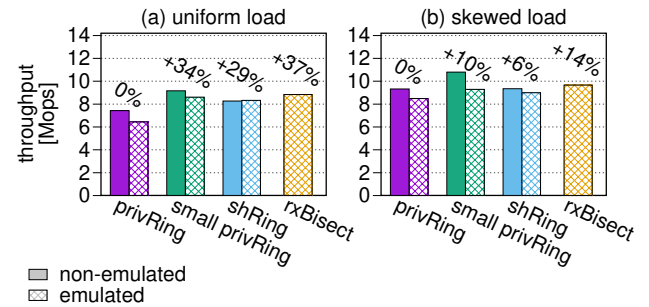 (a) uniform load
throughput
[Mops]
14
12
10
8
6
4
2
0
0%
+34%
+29%
+37%
privRing
small privRing
shRing
rxBisect
(b) skewed load
14
12
10
8
6
4
2
0
0%
+10%
+6%
+14%
privRing
small privRing
shRing
rxBisect
non-emulated
emulated